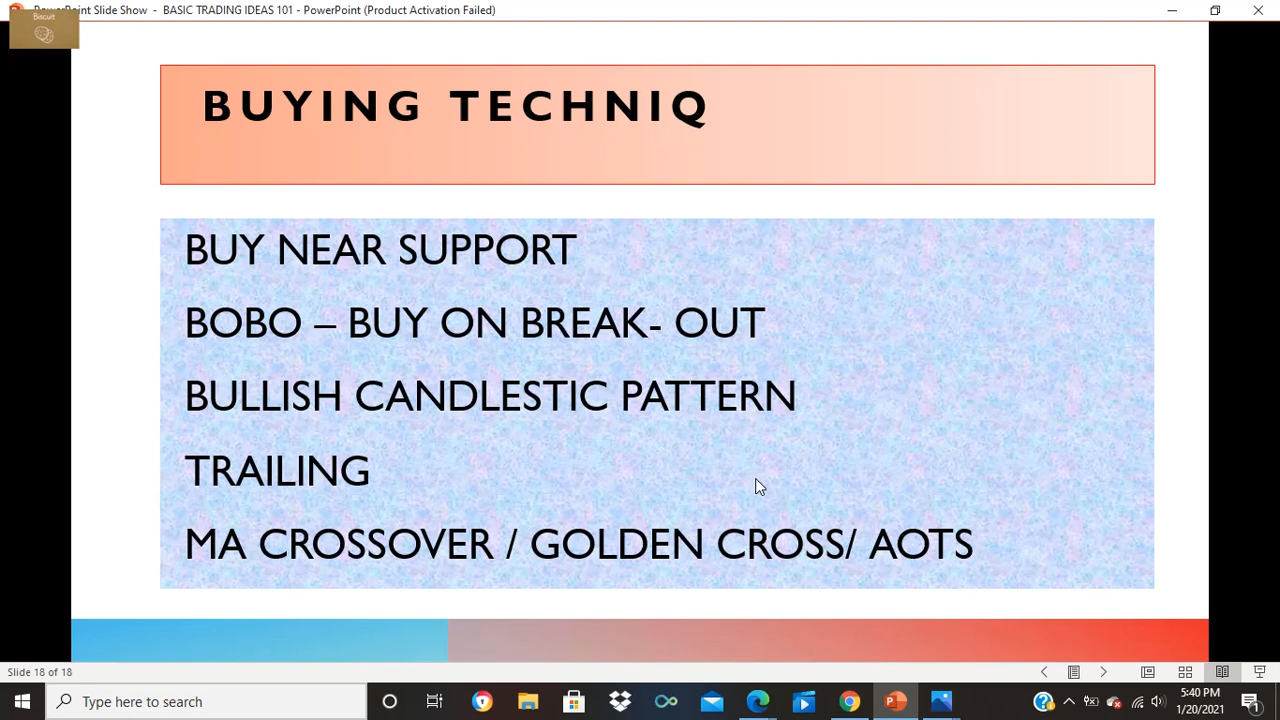 PowerPoint Slide Show - BASIC TRADING IDEAS 101 - PowerPoint (Product Activation Failed)
Biscuit
BUYING TECHNIQ
BUY NEAR SUPPORT
BOBO – BUY ON BREAK- OUT
BULLISH CANDLESTIC PATTERN
TRAILING
MA CROSSOVER / GOLDEN CROSS/ AOTS
Slide 18 of 18
Type here to search
5:40 PM
1/20/2021
1